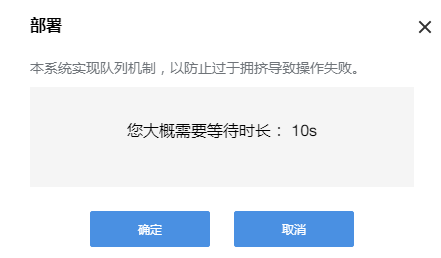 部署
本系统实现队列机制，以防止过于拥挤导致操作失败。
您大概需要等待时长： 10s
确定
取消